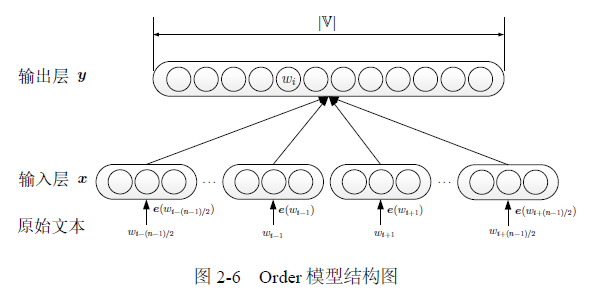 |𝕍|
输出层 y
w_i
输入层 x
… … …
e(w_{t−(n−1)/2}) e(w_{t−1}) e(w_{t+1}) e(w_{t+(n−1)/2})
原始文本
w_{t−(n−1)/2} w_{t−1} w_{t+1} w_{t+(n−1)/2}
图 2-6 Order 模型结构图